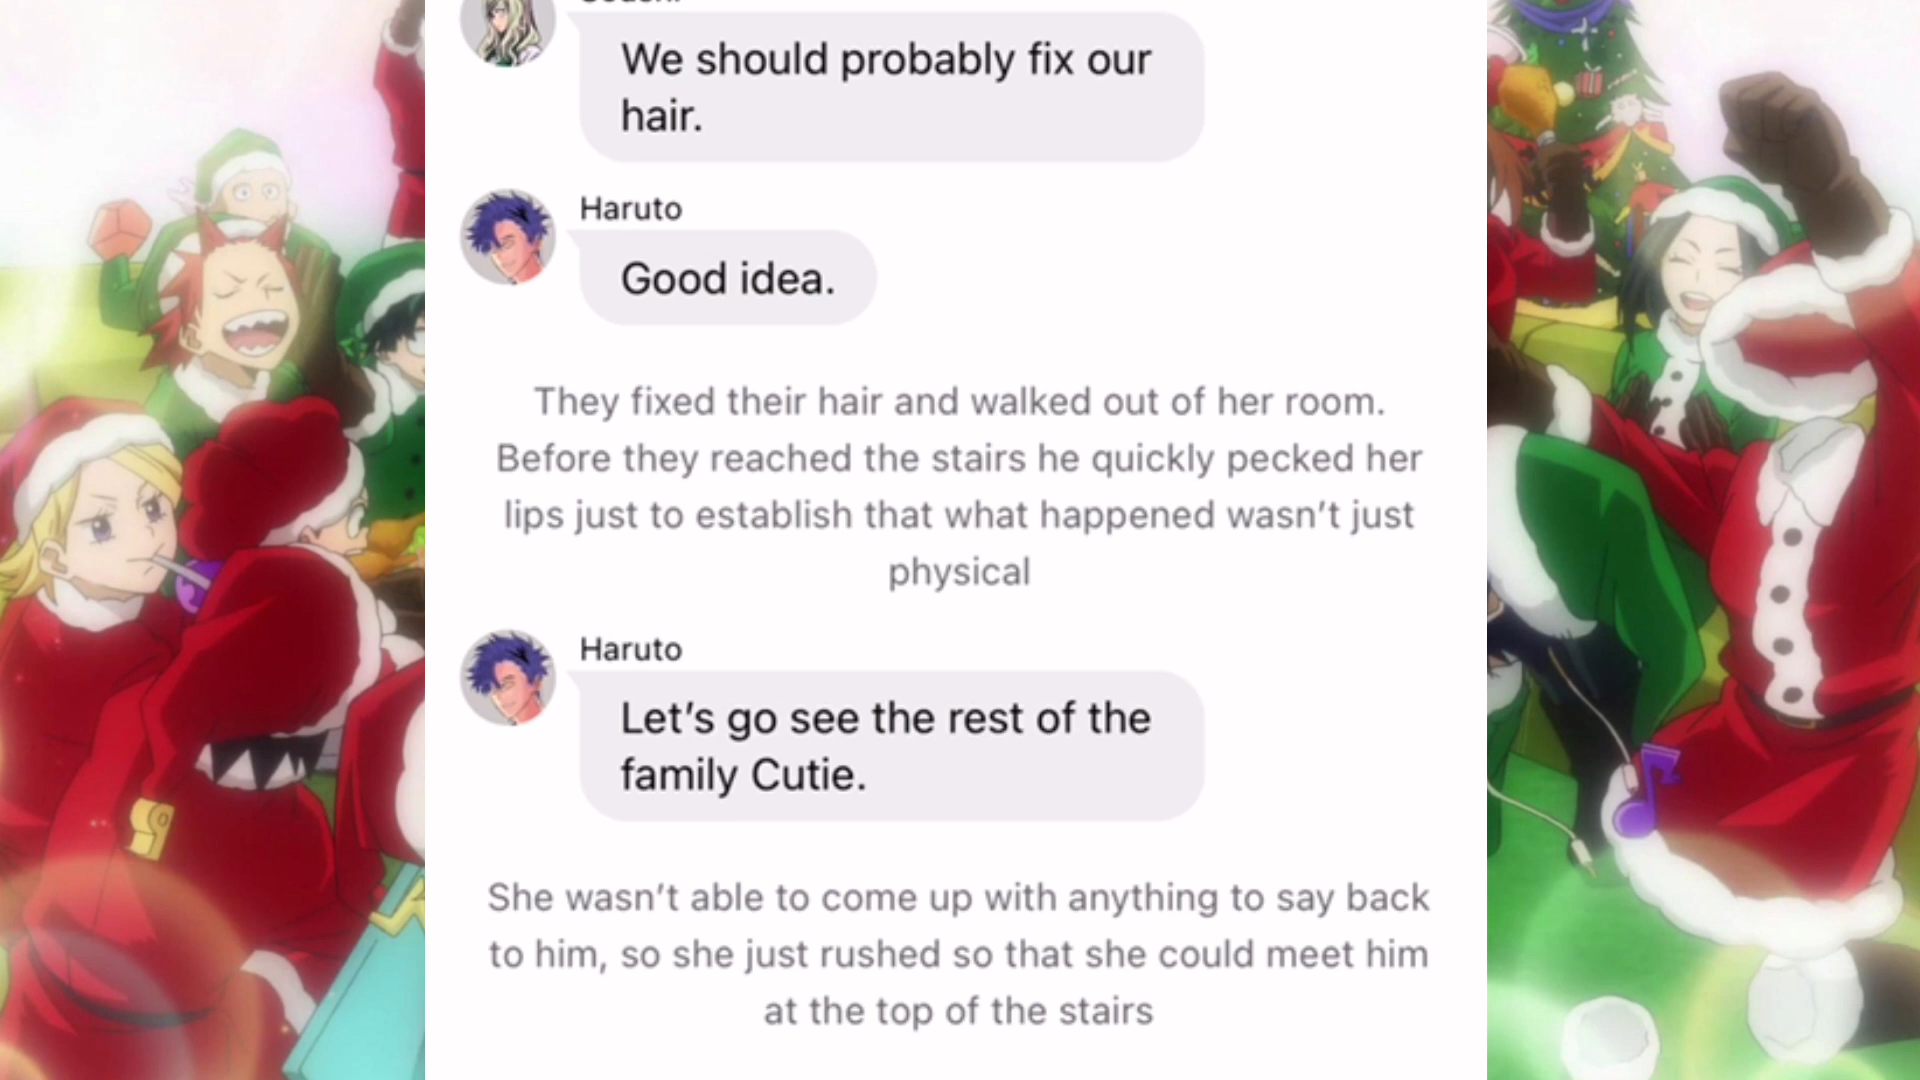 We should probably fix our
hair.
Haruto
Good idea.
They fixed their hair and walked out of her room.
Before they reached the stairs he quickly pecked her
lips just to establish that what happened wasn’t just
physical
Haruto
Let’s go see the rest of the
family Cutie.
She wasn’t able to come up with anything to say back
to him, so she just rushed so that she could meet him
at the top of the stairs